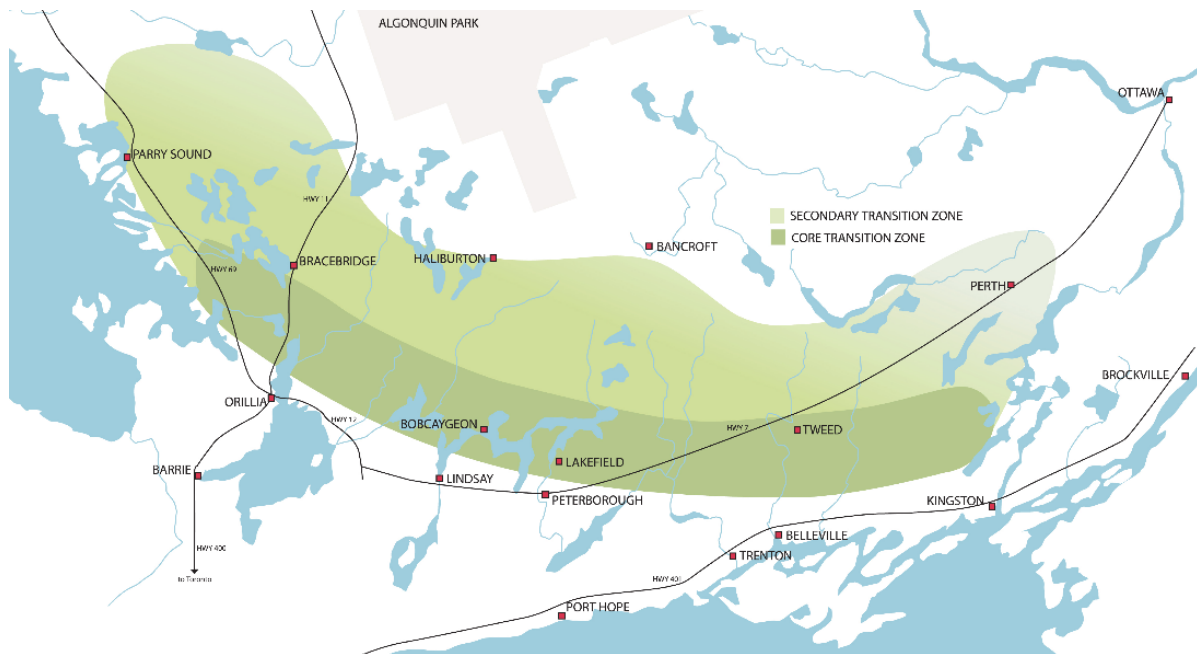 ALGONQUIN PARK
OTTAWA
PARRY SOUND
HWY 11
SECONDARY TRANSITION ZONE
CORE TRANSITION ZONE
BANCROFT
HALIBURTON
BRACEBRIDGE
HWY 69
PERTH
BROCKVILLE
ORILLIA
HWY 12
BOBCAYGEON
HWY 7
TWEED
LAKEFIELD
BARRIE
LINDSAY
PETERBOROUGH
KINGSTON
BELLEVILLE
HWY 400
TRENTON
to Toronto
HWY 401
PORT HOPE